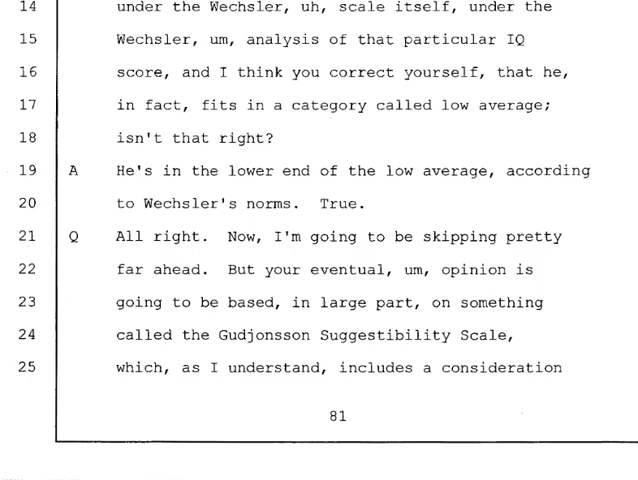 14 under the Wechsler, uh, scale itself, under the
15 Wechsler, um, analysis of that particular IQ
16 score, and I think you correct yourself, that he,
17 in fact, fits in a category called low average;
18 isn't that right?
19 A He's in the lower end of the low average, according
20 to Wechsler's norms. True.
21 Q All right. Now, I'm going to be skipping pretty
22 far ahead. But your eventual, um, opinion is
23 going to be based, in large part, on something
24 called the Gudjonsson Suggestibility Scale,
25 which, as I understand, includes a consideration
81